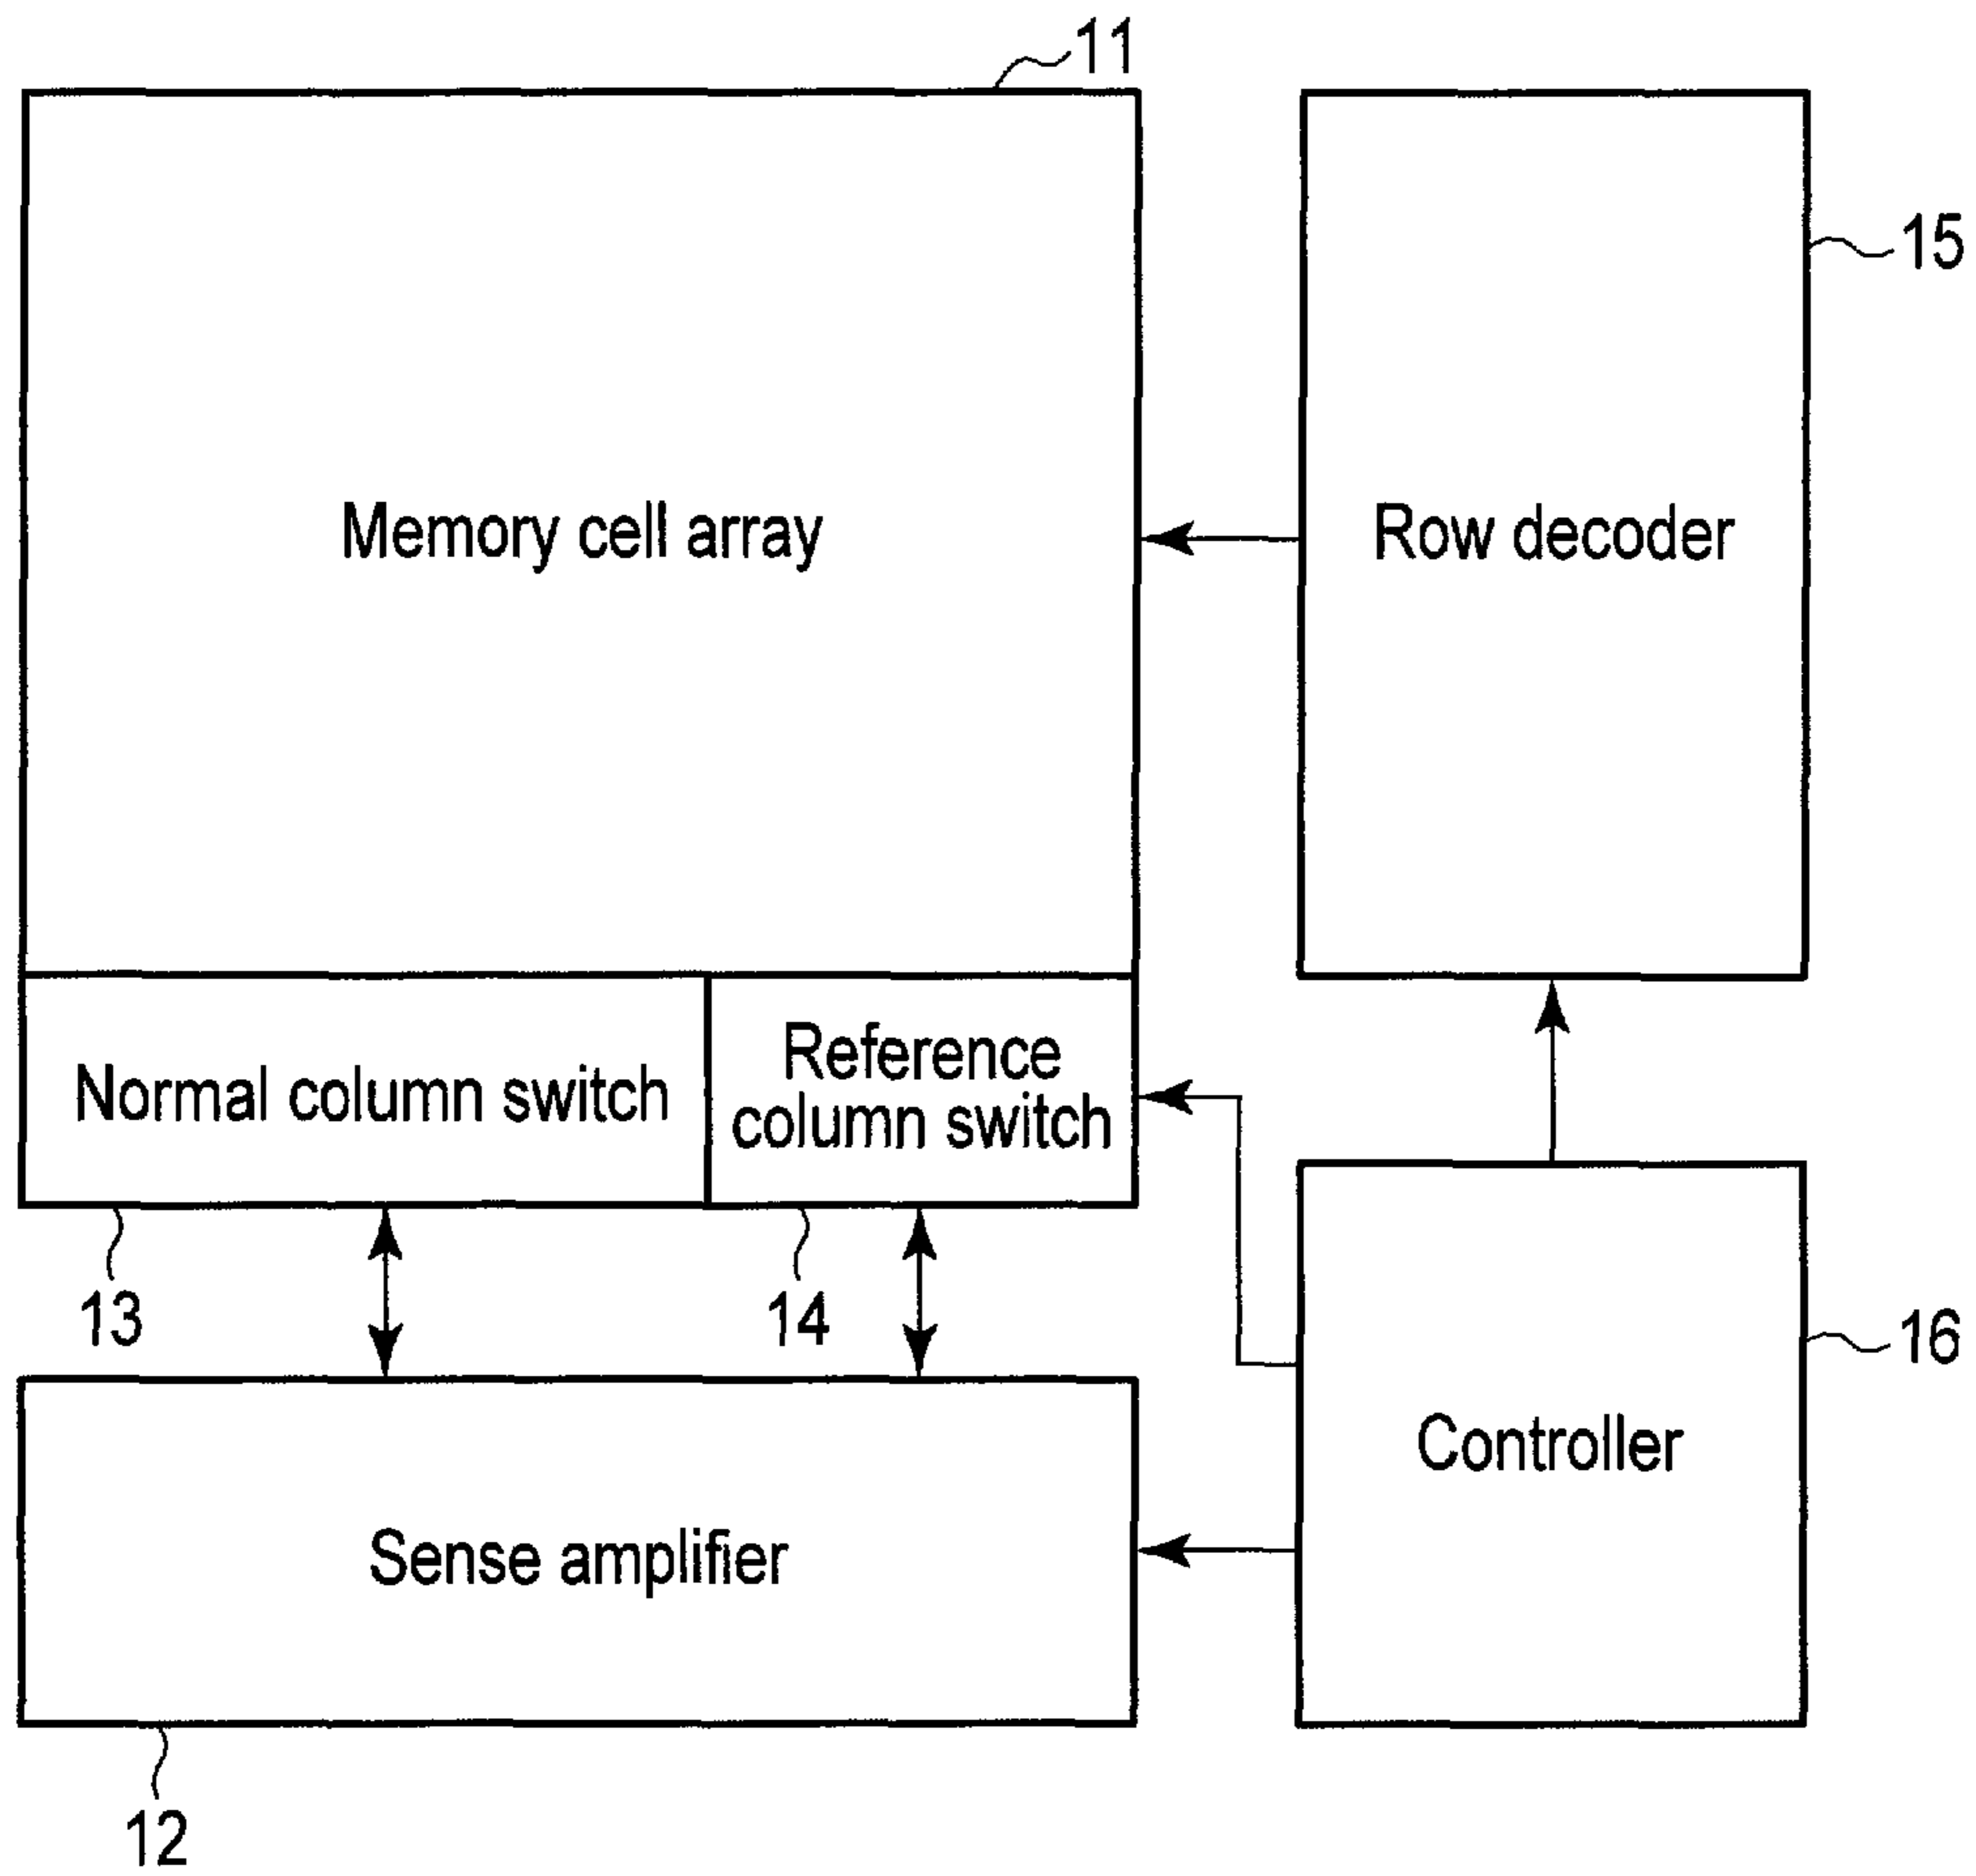 11
15
Memory cell array
Row decoder
Normal column switch
Reference
column switch
13
14
16
Controller
Sense amplifier
12